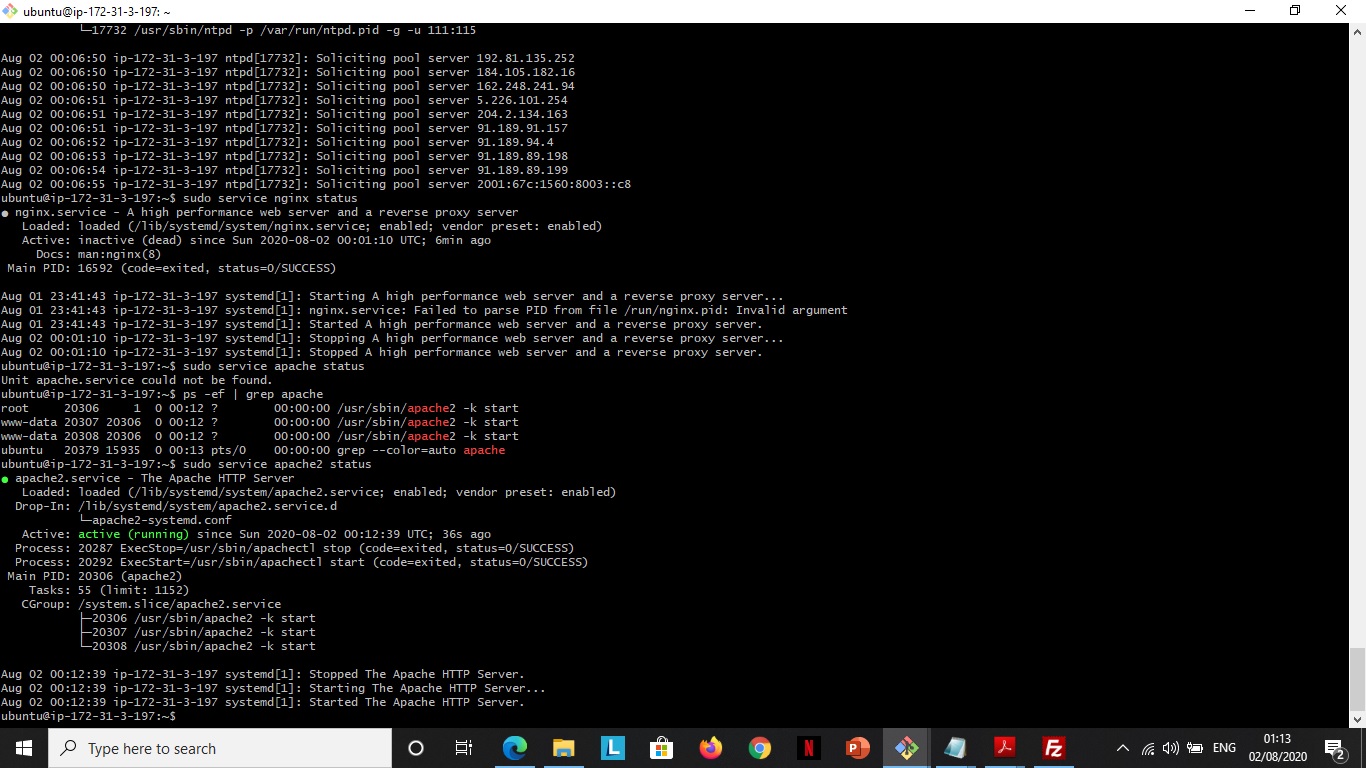 ubuntu@ip-172-31-3-197: ~
└─17732 /usr/sbin/ntpd -p /var/run/ntpd.pid -g -u 111:115
Aug 02 00:06:50 ip-172-31-3-197 ntpd[17732]: Soliciting pool server 192.81.135.252
Aug 02 00:06:50 ip-172-31-3-197 ntpd[17732]: Soliciting pool server 184.105.182.16
Aug 02 00:06:50 ip-172-31-3-197 ntpd[17732]: Soliciting pool server 162.248.241.94
Aug 02 00:06:51 ip-172-31-3-197 ntpd[17732]: Soliciting pool server 5.226.101.254
Aug 02 00:06:51 ip-172-31-3-197 ntpd[17732]: Soliciting pool server 204.2.134.163
Aug 02 00:06:51 ip-172-31-3-197 ntpd[17732]: Soliciting pool server 91.189.91.157
Aug 02 00:06:52 ip-172-31-3-197 ntpd[17732]: Soliciting pool server 91.189.94.4
Aug 02 00:06:53 ip-172-31-3-197 ntpd[17732]: Soliciting pool server 91.189.89.198
Aug 02 00:06:54 ip-172-31-3-197 ntpd[17732]: Soliciting pool server 91.189.89.199
Aug 02 00:06:55 ip-172-31-3-197 ntpd[17732]: Soliciting pool server 2001:67c:1560:8003::c8
ubuntu@ip-172-31-3-197:~$ sudo service nginx status
● nginx.service - A high performance web server and a reverse proxy server
Loaded: loaded (/lib/systemd/system/nginx.service; enabled; vendor preset: enabled)
Active: inactive (dead) since Sun 2020-08-02 00:01:10 UTC; 6min ago
Docs: man:nginx(8)
Main PID: 16592 (code=exited, status=0/SUCCESS)
Aug 01 23:41:43 ip-172-31-3-197 systemd[1]: Starting A high performance web server and a reverse proxy server...
Aug 01 23:41:43 ip-172-31-3-197 systemd[1]: nginx.service: Failed to parse PID from file /run/nginx.pid: Invalid argument
Aug 01 23:41:43 ip-172-31-3-197 systemd[1]: Started A high performance web server and a reverse proxy server.
Aug 02 00:01:10 ip-172-31-3-197 systemd[1]: Stopping A high performance web server and a reverse proxy server...
Aug 02 00:01:10 ip-172-31-3-197 systemd[1]: Stopped A high performance web server and a reverse proxy server.
ubuntu@ip-172-31-3-197:~$ sudo service apache status
Unit apache.service could not be found.
ubuntu@ip-172-31-3-197:~$ ps -ef | grep apache
root     20306     1  0 00:12 ?        00:00:00 /usr/sbin/apache2 -k start
www-data 20307 20306  0 00:12 ?        00:00:00 /usr/sbin/apache2 -k start
www-data 20308 20306  0 00:12 ?        00:00:00 /usr/sbin/apache2 -k start
ubuntu   20379 15935  0 00:13 pts/0    00:00:00 grep --color=auto apache
ubuntu@ip-172-31-3-197:~$ sudo service apache2 status
● apache2.service - The Apache HTTP Server
Loaded: loaded (/lib/systemd/system/apache2.service; enabled; vendor preset: enabled)
Drop-In: /lib/systemd/system/apache2.service.d
└─apache2-systemd.conf
Active: active (running) since Sun 2020-08-02 00:12:39 UTC; 36s ago
Process: 20287 ExecStop=/usr/sbin/apachectl stop (code=exited, status=0/SUCCESS)
Process: 20292 ExecStart=/usr/sbin/apachectl start (code=exited, status=0/SUCCESS)
Main PID: 20306 (apache2)
Tasks: 55 (limit: 1152)
CGroup: /system.slice/apache2.service
├─20306 /usr/sbin/apache2 -k start
├─20307 /usr/sbin/apache2 -k start
└─20308 /usr/sbin/apache2 -k start
Aug 02 00:12:39 ip-172-31-3-197 systemd[1]: Stopped The Apache HTTP Server.
Aug 02 00:12:39 ip-172-31-3-197 systemd[1]: Starting The Apache HTTP Server...
Aug 02 00:12:39 ip-172-31-3-197 systemd[1]: Started The Apache HTTP Server.
ubuntu@ip-172-31-3-197:~$
Type here to search
L
N
P
Fz
ENG
01:13
02/08/2020
2